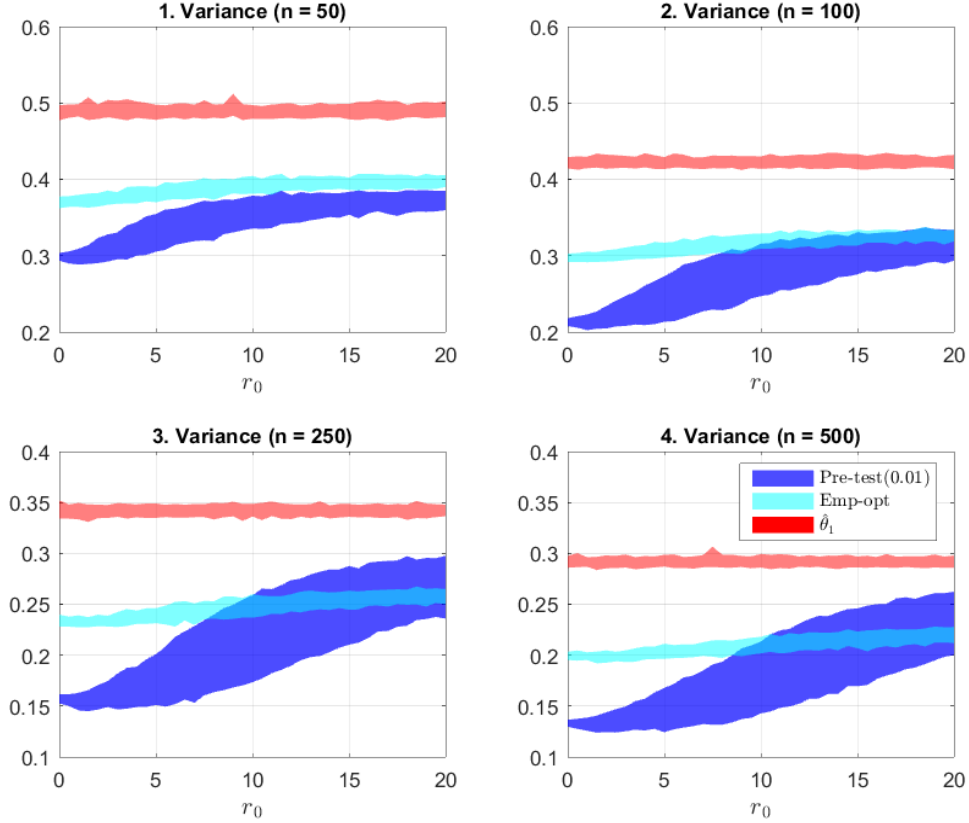 1. Variance (n = 50)
0.6
0.5
0.4
0.3
0.2
0 5 10 15 20
r₀
2. Variance (n = 100)
0.6
0.5
0.4
0.3
0.2
0 5 10 15 20
r₀
3. Variance (n = 250)
0.4
0.35
0.3
0.25
0.2
0.15
0.1
0 5 10 15 20
r₀
4. Variance (n = 500)
0.4
0.35
0.3
0.25
0.2
0.15
0.1
Pre-test(0.01)
Emp-opt
θ̂₁
0 5 10 15 20
r₀